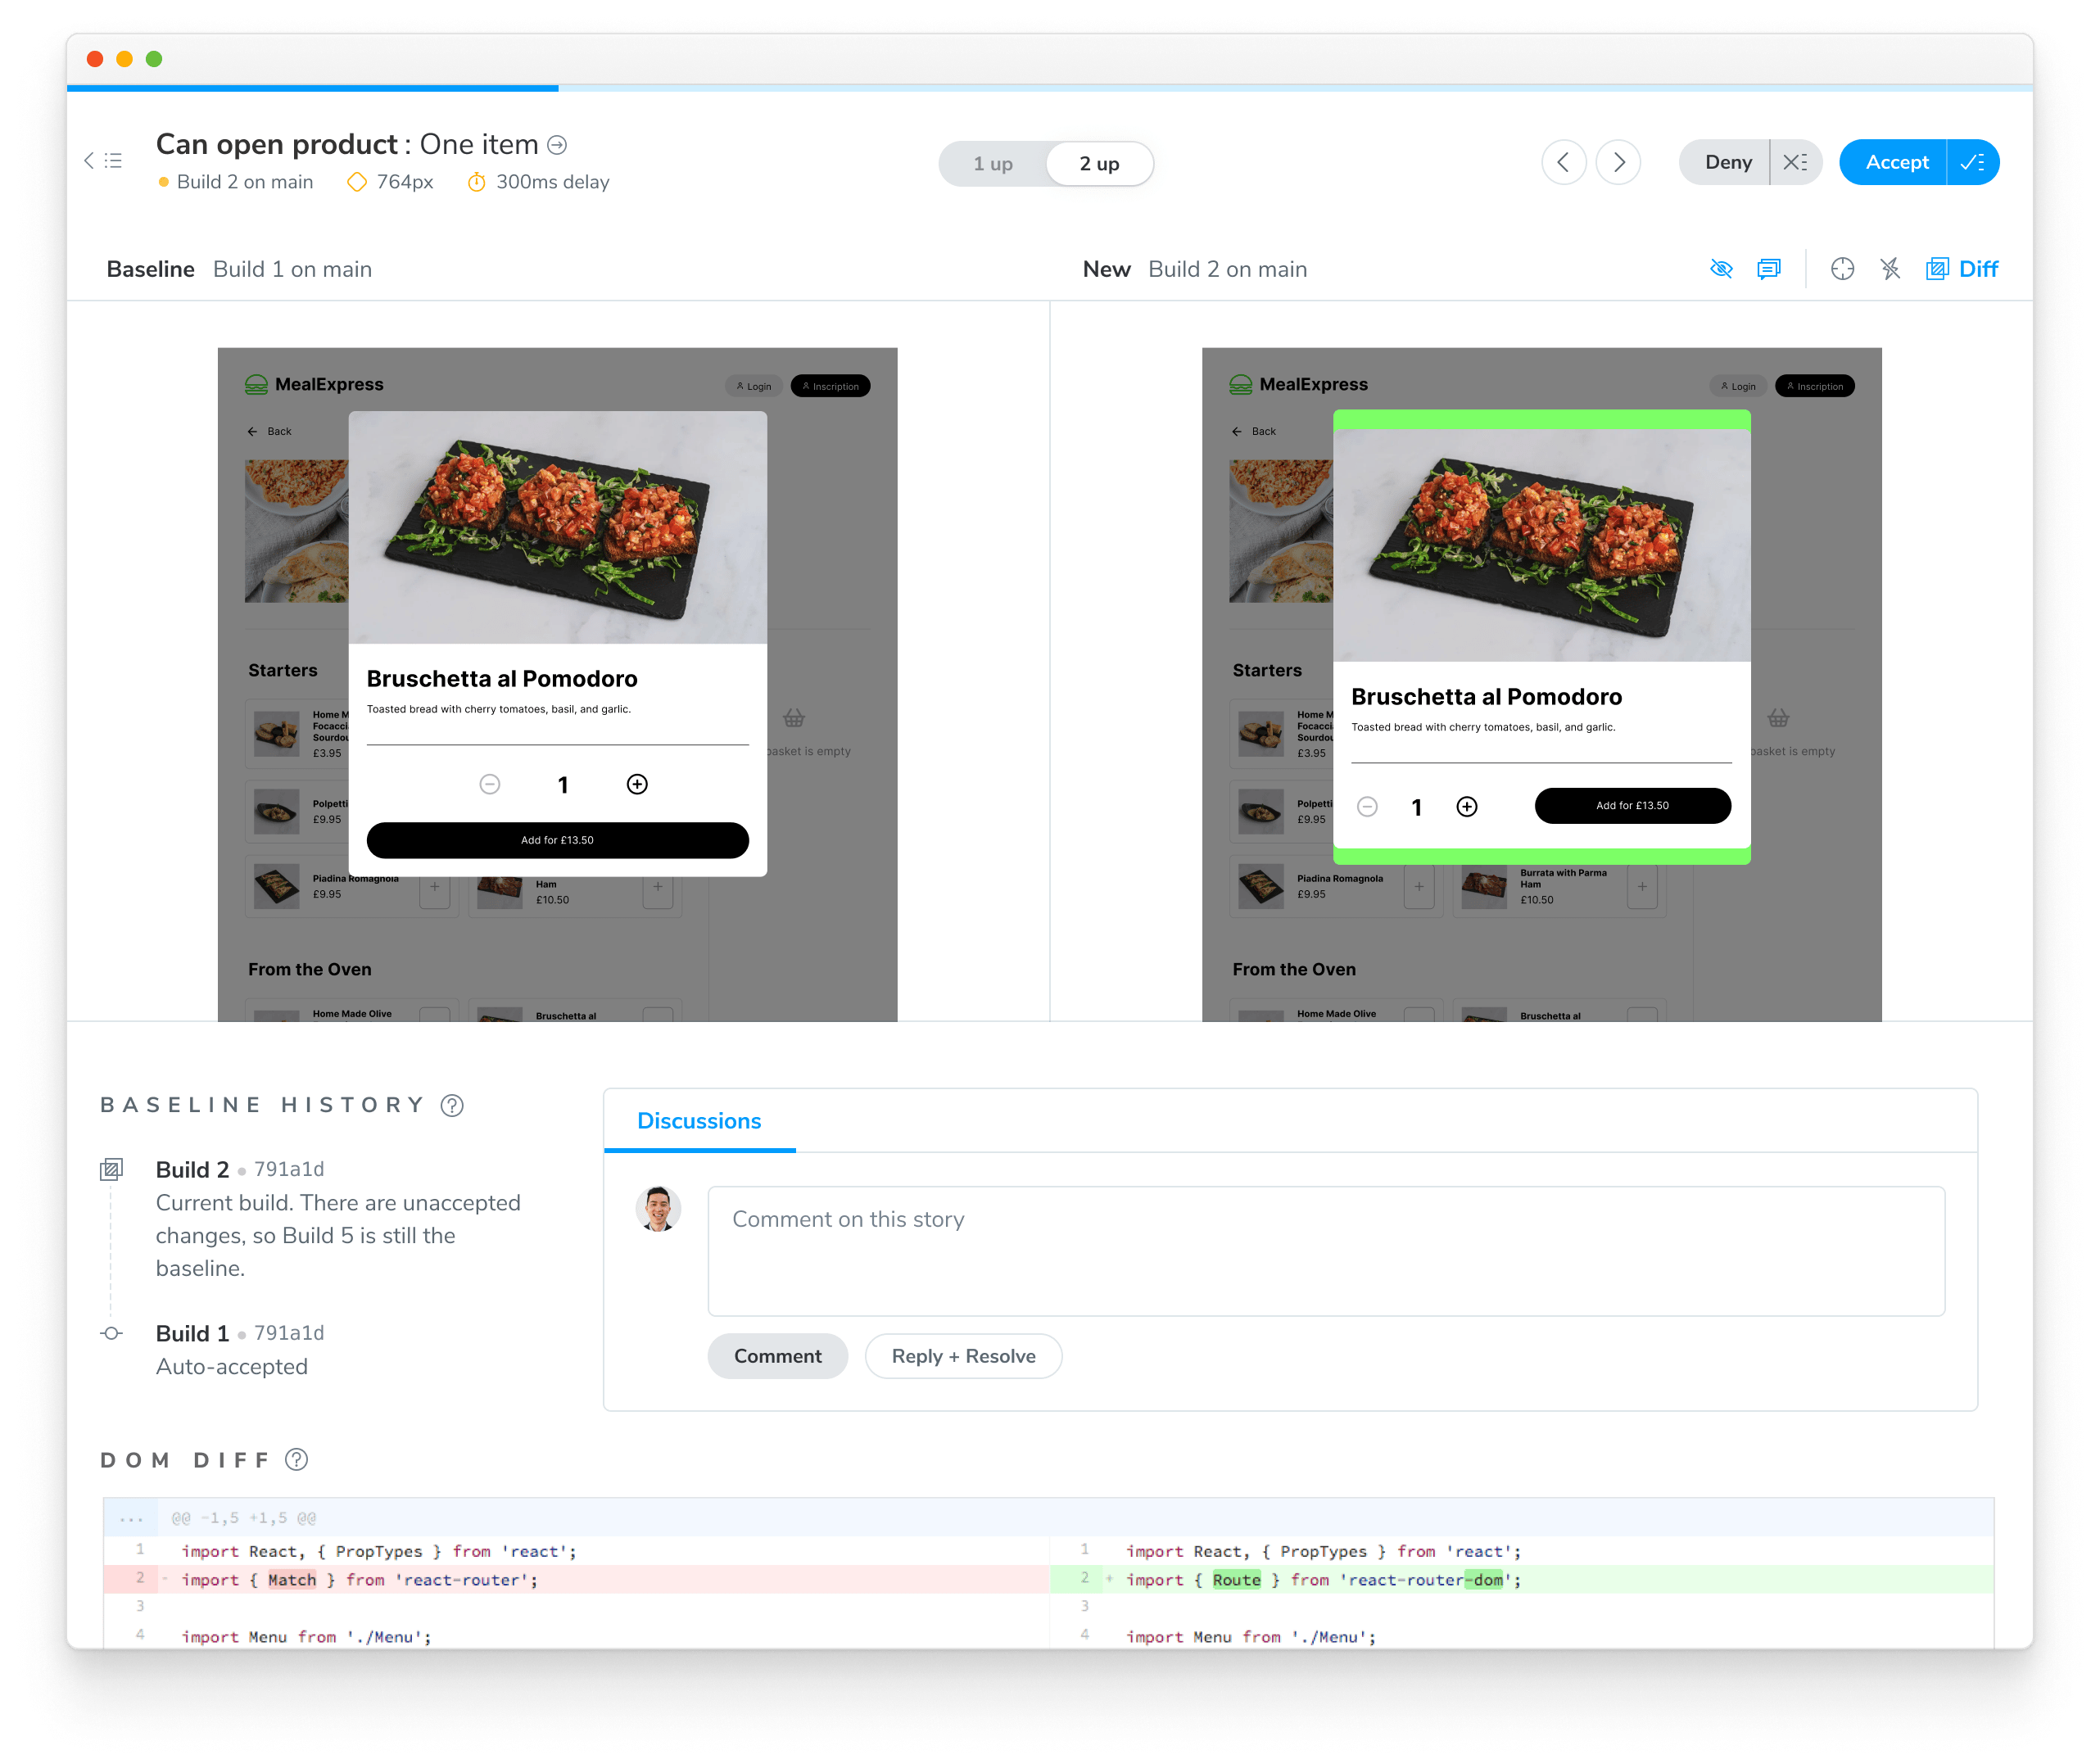 Can open product : One item
Build 2 on main 764px 300ms delay
1 up 2 up
Deny Accept
Baseline Build 1 on main
New Build 2 on main
Diff
MealExpress
Login Inscription
Back
Bruschetta al Pomodoro
Toasted bread with cherry tomatoes, basil, and garlic.
1
Add for £13.50
Starters
Home M
Focacci
Sourdou
£3.95
basket is empty
Polpetti
£9.95
Piadina Romagnola
£9.95
Ham
£10.50
From the Oven
Home Made Olive
Bruschetta al
MealExpress
Login Inscription
Back
Bruschetta al Pomodoro
Toasted bread with cherry tomatoes, basil, and garlic.
1
Add for £13.50
Starters
Home M
Focacci
Sourdou
£3.95
basket is empty
Polpetti
£9.95
Piadina Romagnola
£9.95
Burrata with Parma
Ham
£10.50
From the Oven
Home Made Olive
Bruschetta al
BASELINE HISTORY ?
Build 2 • 791a1d
Current build. There are unaccepted
changes, so Build 5 is still the
baseline.
Build 1 • 791a1d
Auto-accepted
Discussions
Comment on this story
Comment Reply + Resolve
DOM DIFF ?
... @@ -1,5 +1,5 @@
1 import React, { PropTypes } from 'react';
2 - import { Match } from 'react-router';
3
4 import Menu from './Menu';
1 import React, { PropTypes } from 'react';
2 + import { Route } from 'react-router-dom';
3
4 import Menu from './Menu';